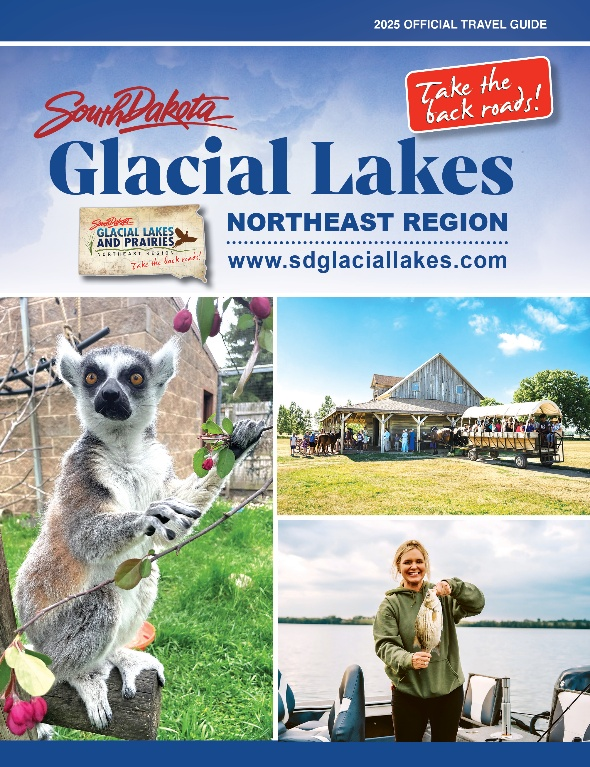 2025 OFFICIAL TRAVEL GUIDE
Take the
back roads!
South Dakota
Glacial Lakes
NORTHEAST REGION
www.sdglaciallakes.com
South Dakota
GLACIAL LAKES
AND PRAIRIES
NORTHEAST REGION
Take the back roads!